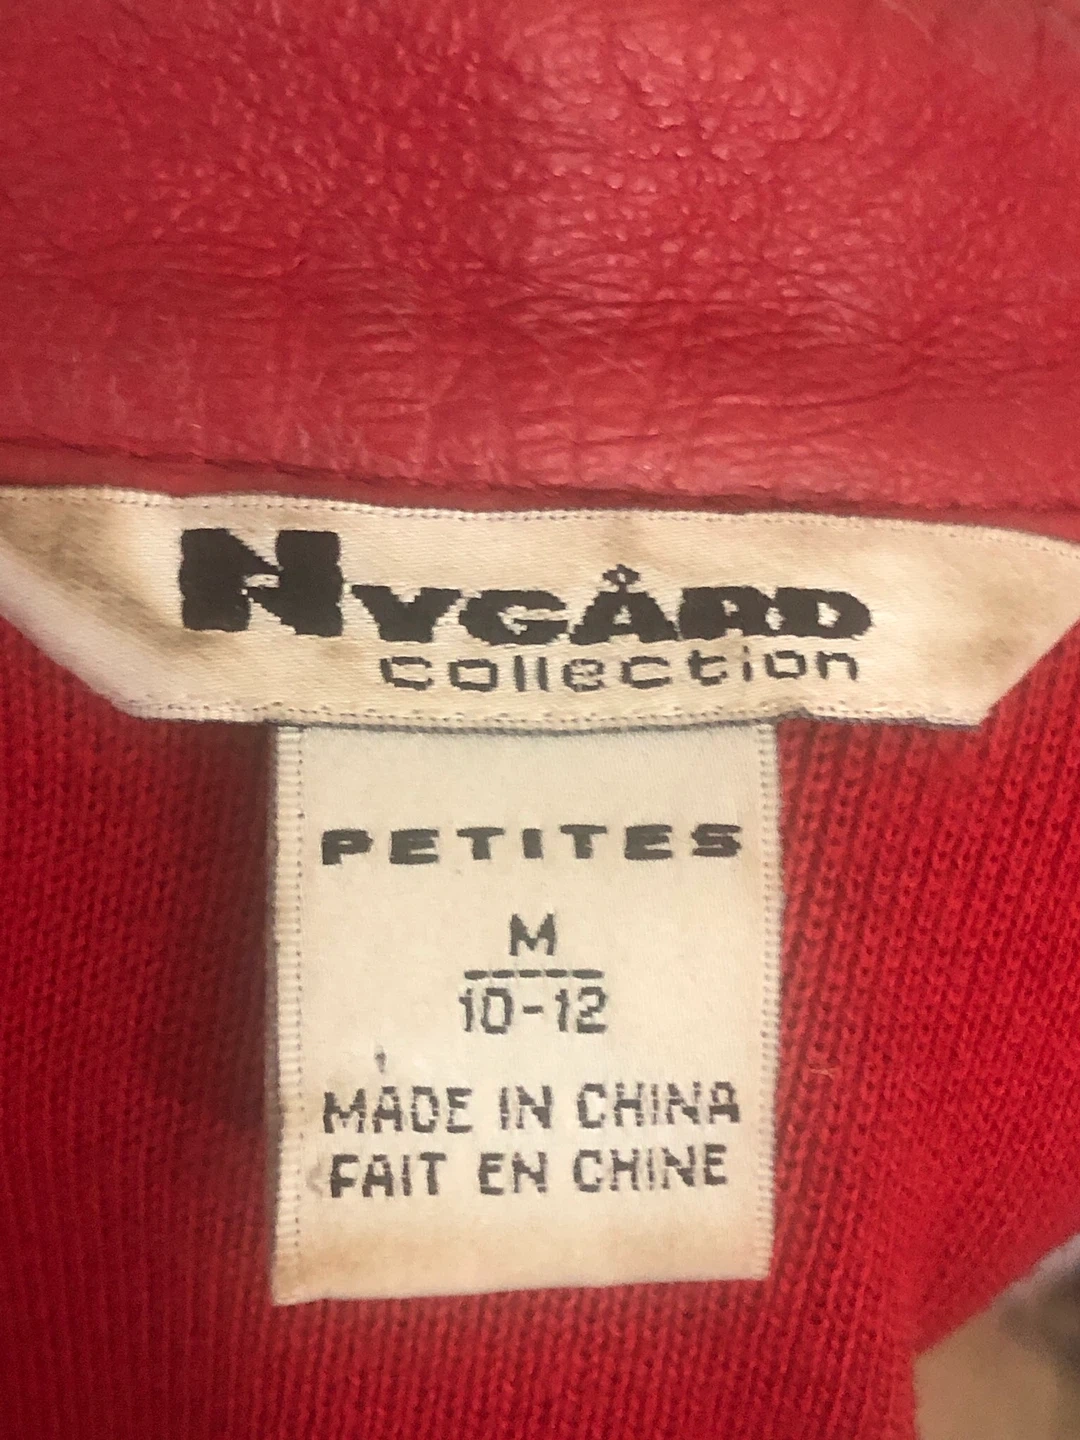 NYGÅRD
collection
PETITES
M
10-12
MADE IN CHINA
FAIT EN CHINE